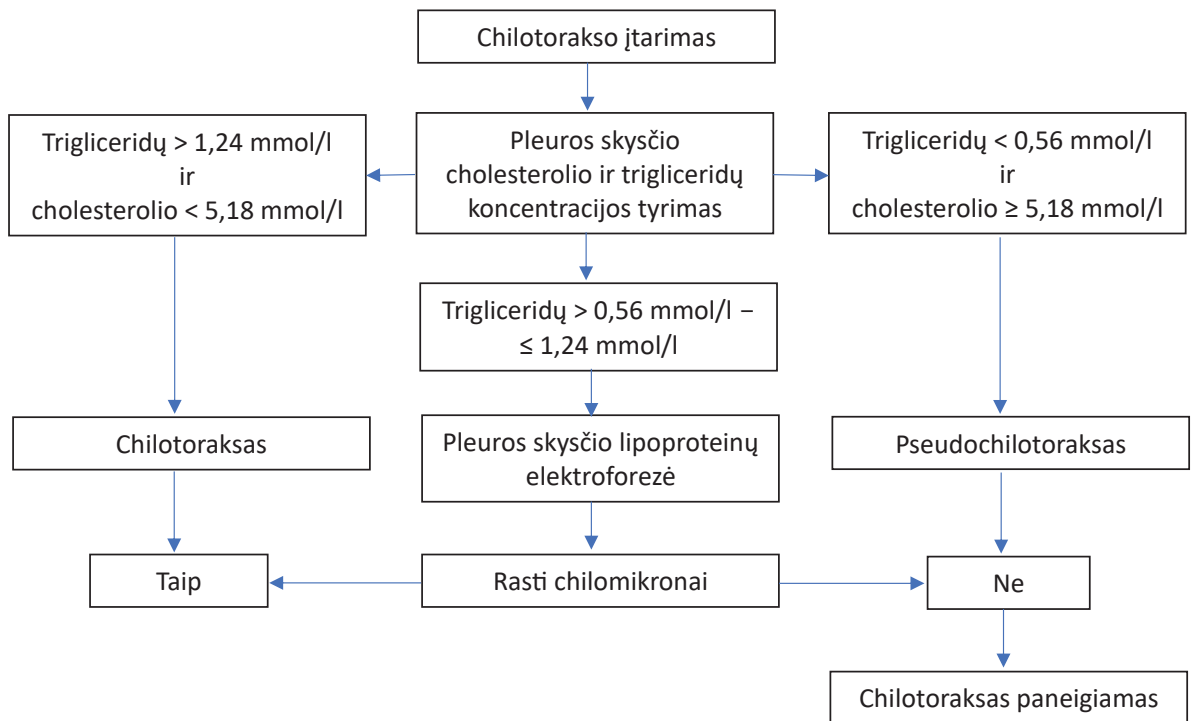 Chilotorakso įtarimas
Trigliceridų > 1,24 mmol/l
ir
cholesterolio < 5,18 mmol/l
Pleuros skysčio
cholesterolio ir trigliceridų
koncentracijos tyrimas
Trigliceridų < 0,56 mmol/l
ir
cholesterolio ≥ 5,18 mmol/l
Trigliceridų > 0,56 mmol/l −
≤ 1,24 mmol/l
Chilotoraksas
Pleuros skysčio lipoproteinų
elektroforezė
Pseudochilotoraksas
Taip
Rasti chilomikronai
Ne
Chilotoraksas paneigiamas